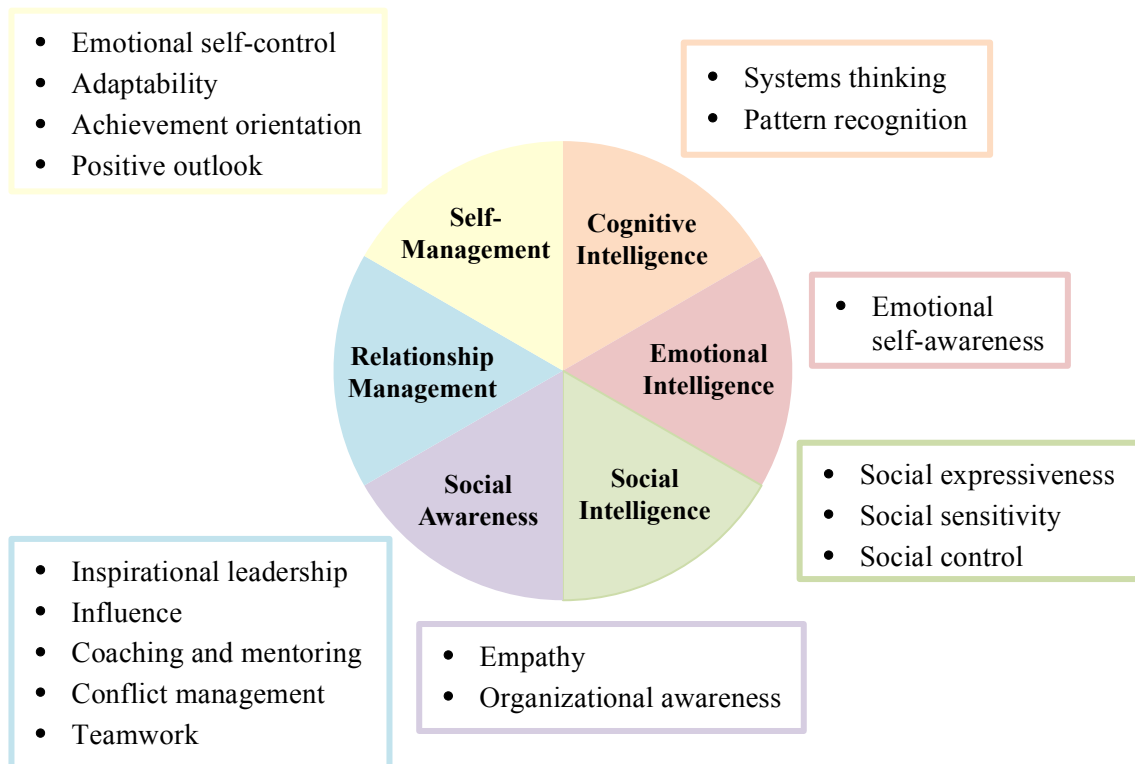 • Emotional self-control
• Adaptability
• Achievement orientation
• Positive outlook
• Systems thinking
• Pattern recognition
Self-
Management
Cognitive
Intelligence
• Emotional
self-awareness
Relationship
Management
Emotional
Intelligence
Social
Awareness
Social
Intelligence
• Social expressiveness
• Social sensitivity
• Social control
• Inspirational leadership
• Influence
• Coaching and mentoring
• Conflict management
• Teamwork
• Empathy
• Organizational awareness